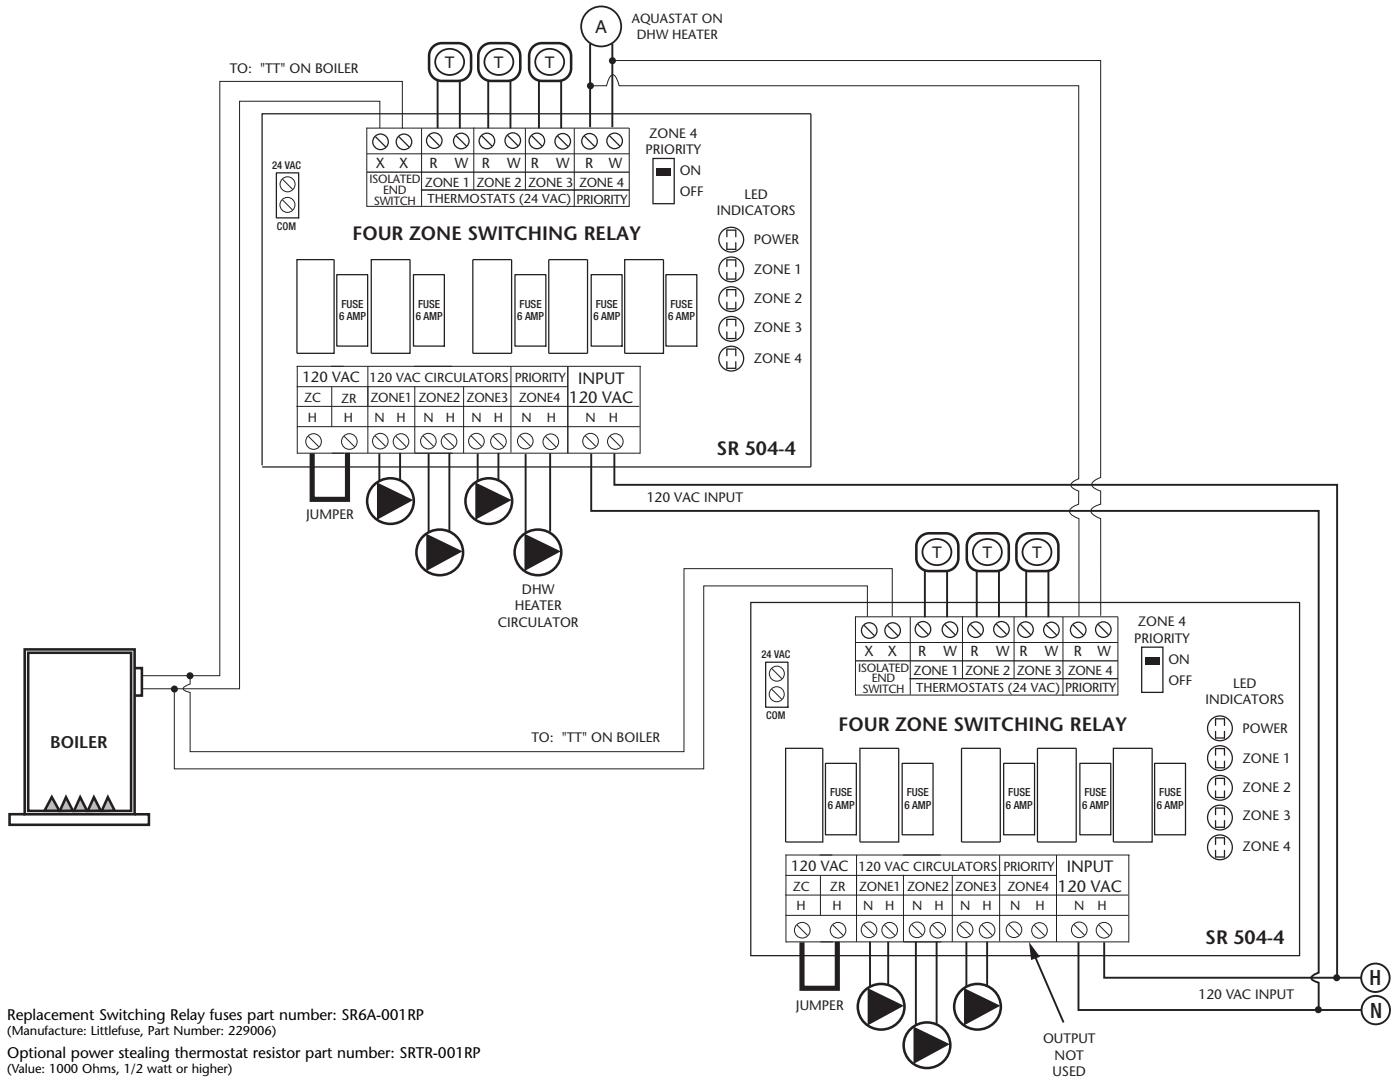 A
AQUASTAT ON
DHW HEATER
TO: "TT" ON BOILER
T T T
ZONE 4
PRIORITY
ON
OFF
24 VAC
COM
X X R W R W R W R W
ISOLATED
END
SWITCH
ZONE 1 ZONE 2 ZONE 3 ZONE 4
THERMOSTATS (24 VAC) PRIORITY
LED
INDICATORS
POWER
ZONE 1
ZONE 2
ZONE 3
ZONE 4
FOUR ZONE SWITCHING RELAY
FUSE
6 AMP
FUSE
6 AMP
FUSE
6 AMP
FUSE
6 AMP
FUSE
6 AMP
120 VAC 120 VAC CIRCULATORS PRIORITY INPUT
120 VAC
ZC ZR ZONE1 ZONE2 ZONE3 ZONE4
H H N H N H N H N H N H
SR 504-4
JUMPER
120 VAC INPUT
DHW
HEATER
CIRCULATOR
T T T
ZONE 4
PRIORITY
ON
OFF
24 VAC
COM
X X R W R W R W R W
ISOLATED
END
SWITCH
ZONE 1 ZONE 2 ZONE 3 ZONE 4
THERMOSTATS (24 VAC) PRIORITY
LED
INDICATORS
POWER
ZONE 1
ZONE 2
ZONE 3
ZONE 4
BOILER
TO: "TT" ON BOILER
FOUR ZONE SWITCHING RELAY
FUSE
6 AMP
FUSE
6 AMP
FUSE
6 AMP
FUSE
6 AMP
FUSE
6 AMP
120 VAC 120 VAC CIRCULATORS PRIORITY INPUT
120 VAC
ZC ZR ZONE1 ZONE2 ZONE3 ZONE4
H H N H N H N H N H N H
SR 504-4
JUMPER
120 VAC INPUT
H
N
OUTPUT
NOT
USED
Replacement Switching Relay fuses part number: SR6A-001RP
(Manufacture: Littlefuse, Part Number: 229006)
Optional power stealing thermostat resistor part number: SRTR-001RP
(Value: 1000 Ohms, 1/2 watt or higher)